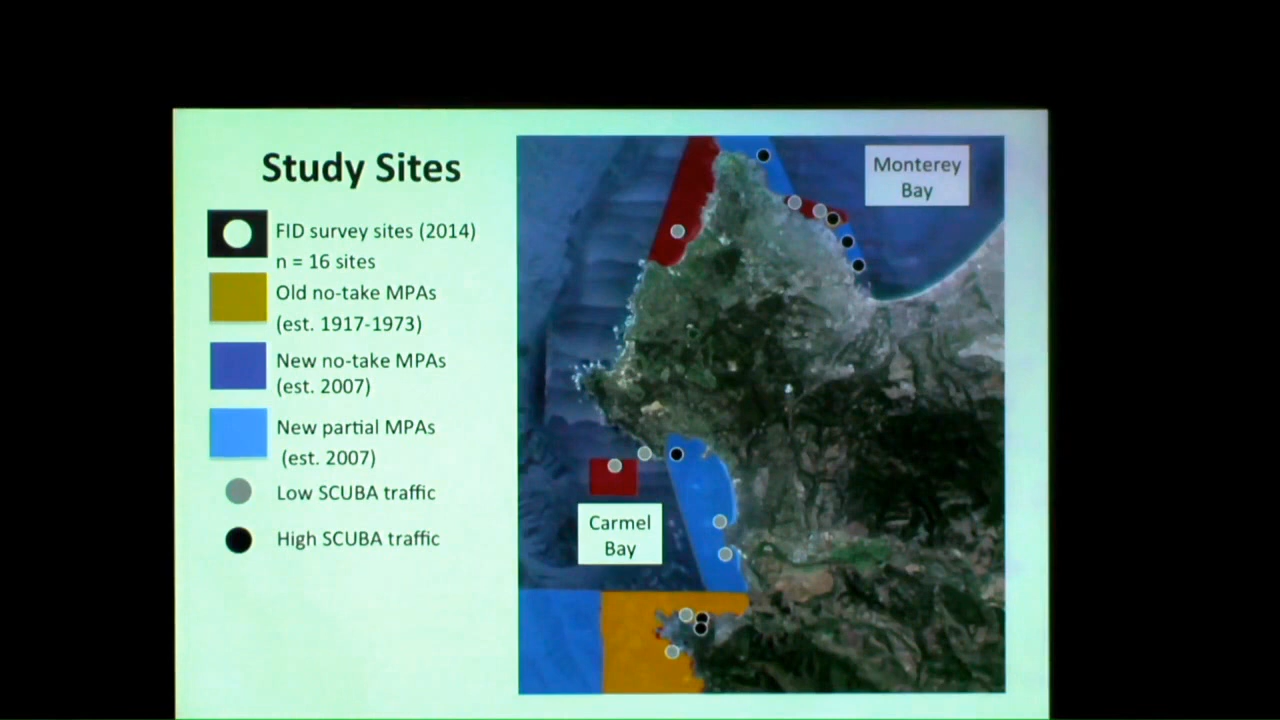 Study Sites
FID survey sites (2014)
n = 16 sites
Old no-take MPAs
(est. 1917-1973)
New no-take MPAs
(est. 2007)
New partial MPAs
(est. 2007)
Low SCUBA traffic
High SCUBA traffic
Monterey
Bay
Carmel
Bay